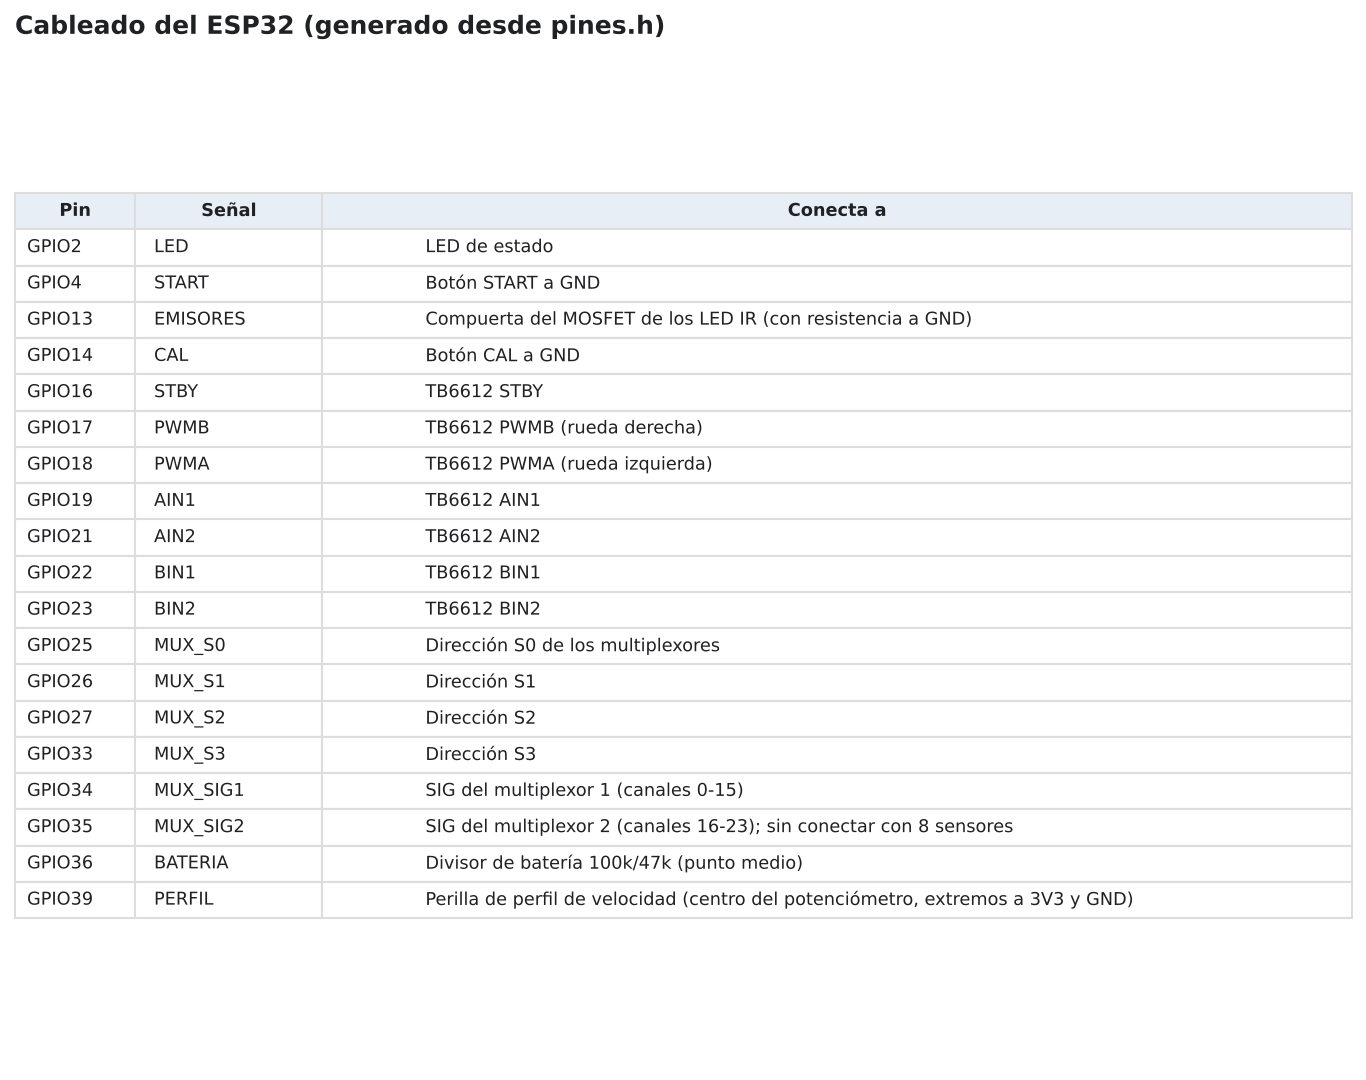 Cableado del ESP32 (generado desde pines.h)
Pin Señal Conecta a
GPIO2 LED LED de estado
GPIO4 START Botón START a GND
GPIO13 EMISORES Compuerta del MOSFET de los LED IR (con resistencia a GND)
GPIO14 CAL Botón CAL a GND
GPIO16 STBY TB6612 STBY
GPIO17 PWMB TB6612 PWMB (rueda derecha)
GPIO18 PWMA TB6612 PWMA (rueda izquierda)
GPIO19 AIN1 TB6612 AIN1
GPIO21 AIN2 TB6612 AIN2
GPIO22 BIN1 TB6612 BIN1
GPIO23 BIN2 TB6612 BIN2
GPIO25 MUX_S0 Dirección S0 de los multiplexores
GPIO26 MUX_S1 Dirección S1
GPIO27 MUX_S2 Dirección S2
GPIO33 MUX_S3 Dirección S3
GPIO34 MUX_SIG1 SIG del multiplexor 1 (canales 0-15)
GPIO35 MUX_SIG2 SIG del multiplexor 2 (canales 16-23); sin conectar con 8 sensores
GPIO36 BATERIA Divisor de batería 100k/47k (punto medio)
GPIO39 PERFIL Perilla de perfil de velocidad (centro del potenciómetro, extremos a 3V3 y GND)